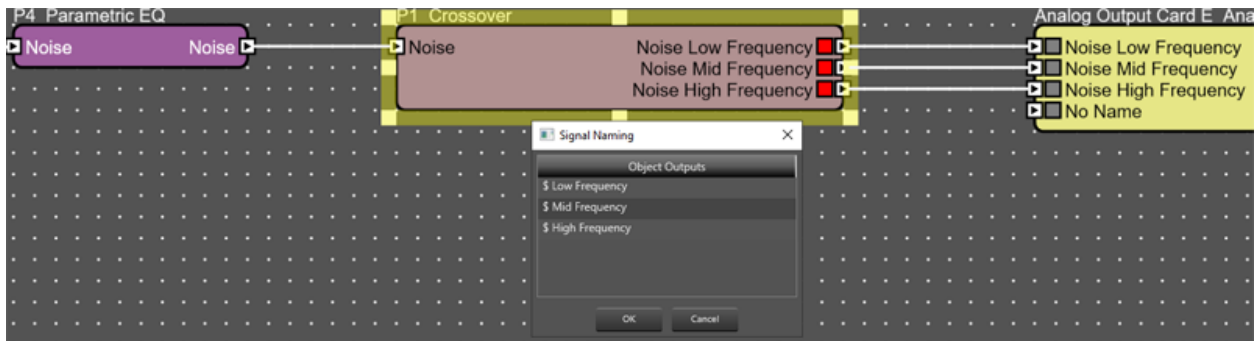 P4 Parametric EQ
Noise Noise
P1 Crossover
Noise
Noise Low Frequency
Noise Mid Frequency
Noise High Frequency
Analog Output Card E Ana
Noise Low Frequency
Noise Mid Frequency
Noise High Frequency
No Name
Signal Naming
Object Outputs
$ Low Frequency
$ Mid Frequency
$ High Frequency
OK Cancel